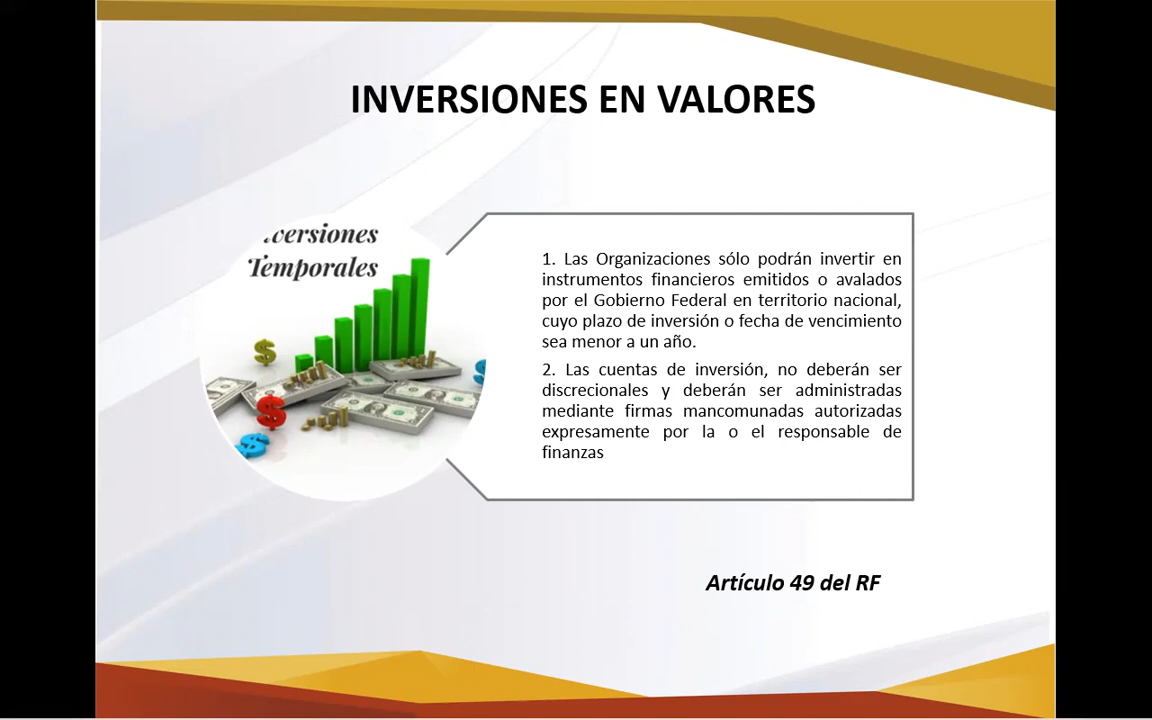 INVERSIONES EN VALORES
Temporales
1. Las Organizaciones sólo podrán invertir en
instrumentos financieros emitidos o avalados
por el Gobierno Federal en territorio nacional,
cuyo plazo de inversión o fecha de vencimiento
sea menor a un año.
2. Las cuentas de inversión, no deberán ser
discrecionales y deberán ser administradas
mediante firmas mancomunadas autorizadas
expresamente por la o el responsable de
finanzas
Artículo 49 del RF